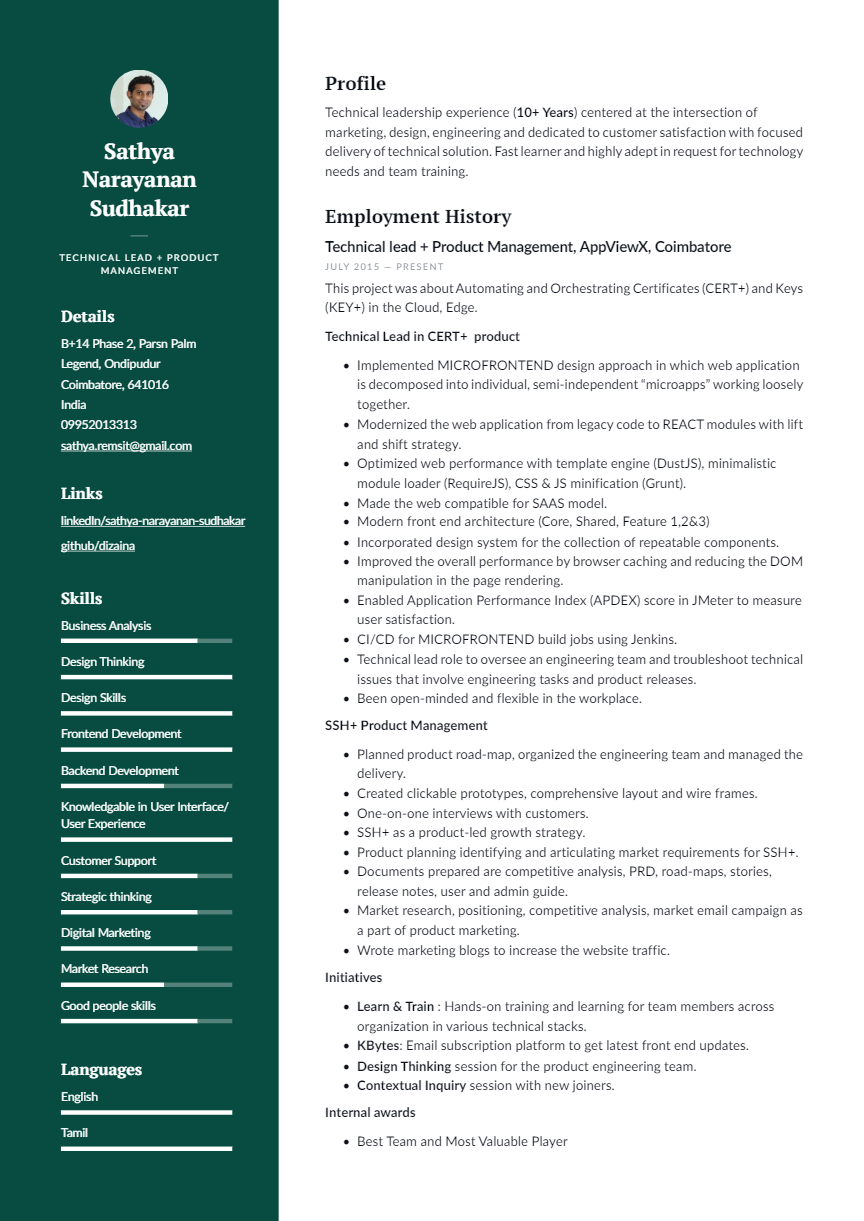 Sathya
Narayanan
Sudhakar
TECHNICAL LEAD + PRODUCT
MANAGEMENT
Details
B+14 Phase 2, Parsn Palm
Legend, Ondipudur
Coimbatore, 641016
India
09952013313
sathya.remsit@gmail.com
Links
linkedIn/sathya-narayanan-sudhakar
github/dizaina
Skills
Business Analysis
Design Thinking
Design Skills
Frontend Development
Backend Development
Knowledgable in User Interface/
User Experience
Customer Support
Strategic thinking
Digital Marketing
Market Research
Good people skills
Languages
English
Tamil
Profile
Technical leadership experience (10+ Years) centered at the intersection of
marketing, design, engineering and dedicated to customer satisfaction with focused
delivery of technical solution. Fast learner and highly adept in request for technology
needs and team training.
Employment History
Technical lead + Product Management, AppViewX, Coimbatore
JULY 2015 — PRESENT
This project was about Automating and Orchestrating Certificates (CERT+) and Keys
(KEY+) in the Cloud, Edge.
Technical Lead in CERT+ product
• Implemented MICROFRONTEND design approach in which web application
is decomposed into individual, semi-independent “microapps” working loosely
together.
• Modernized the web application from legacy code to REACT modules with lift
and shift strategy.
• Optimized web performance with template engine (DustJS), minimalistic
module loader (RequireJS), CSS & JS minification (Grunt).
• Made the web compatible for SAAS model.
• Modern front end architecture (Core, Shared, Feature 1,2&3)
• Incorporated design system for the collection of repeatable components.
• Improved the overall performance by browser caching and reducing the DOM
manipulation in the page rendering.
• Enabled Application Performance Index (APDEX) score in JMeter to measure
user satisfaction.
• CI/CD for MICROFRONTEND build jobs using Jenkins.
• Technical lead role to oversee an engineering team and troubleshoot technical
issues that involve engineering tasks and product releases.
• Been open-minded and flexible in the workplace.
SSH+ Product Management
• Planned product road-map, organized the engineering team and managed the
delivery.
• Created clickable prototypes, comprehensive layout and wire frames.
• One-on-one interviews with customers.
• SSH+ as a product-led growth strategy.
• Product planning identifying and articulating market requirements for SSH+.
• Documents prepared are competitive analysis, PRD, road-maps, stories,
release notes, user and admin guide.
• Market research, positioning, competitive analysis, market email campaign as
a part of product marketing.
• Wrote marketing blogs to increase the website traffic.
Initiatives
• Learn & Train : Hands-on training and learning for team members across
organization in various technical stacks.
• KBytes: Email subscription platform to get latest front end updates.
• Design Thinking session for the product engineering team.
• Contextual Inquiry session with new joiners.
Internal awards
• Best Team and Most Valuable Player